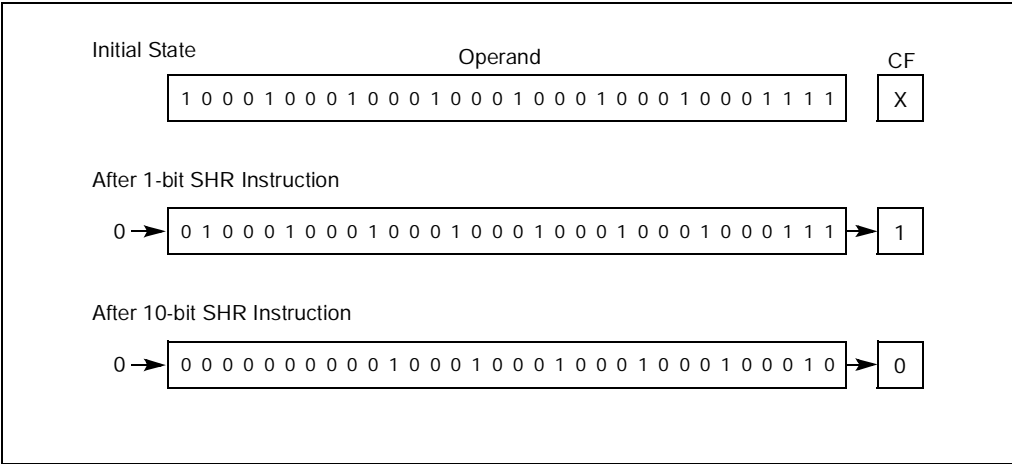 Initial State Operand CF
1 0 0 0 1 0 0 0 1 0 0 0 1 0 0 0 1 0 0 0 1 0 0 0 1 0 0 0 1 1 1 1 X
After 1-bit SHR Instruction
0 0 1 0 0 0 1 0 0 0 1 0 0 0 1 0 0 0 1 0 0 0 1 0 0 0 1 0 0 0 1 1 1 1
After 10-bit SHR Instruction
0 0 0 0 0 0 0 0 0 0 0 1 0 0 0 1 0 0 0 1 0 0 0 1 0 0 0 1 0 0 0 1 0 0